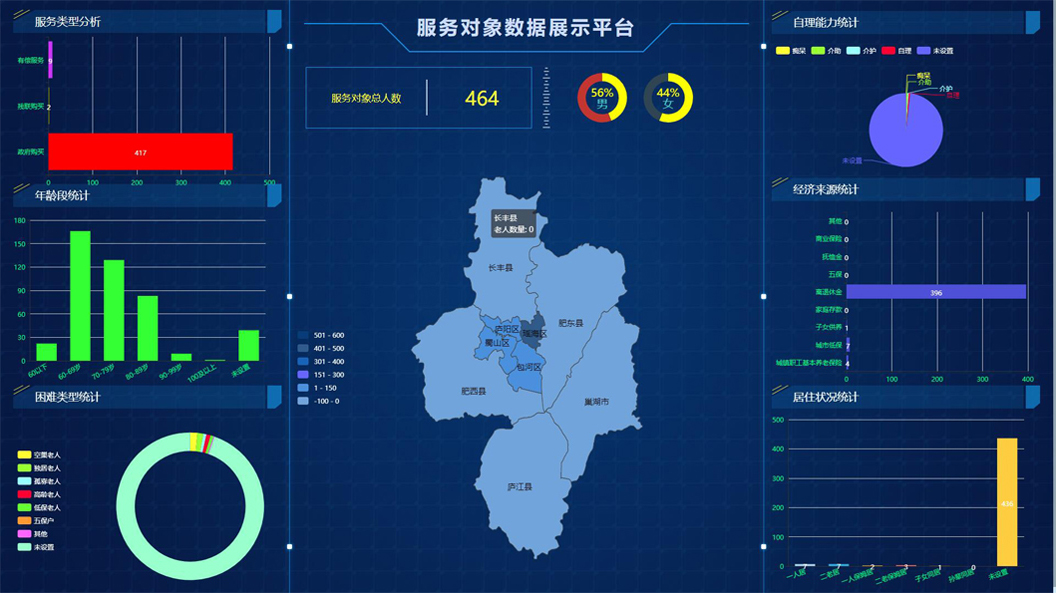 服务对象数据展示平台
服务类型分析
有偿服务 9
残联购买 2
政府购买 417
0 100 200 300 400 500
年龄段统计
180
150
120
90
60
30
0
60以下 60-69岁 70-79岁 80-89岁 90-99岁 100及以上 未设置
困难类型统计
空巢老人
独居老人
孤寡老人
高龄老人
低保老人
五保户
其他
未设置
服务对象总人数 464
56% 男
44% 女
长丰县
老人数量: 0
长丰县
庐阳区
瑶海区
肥东县
蜀山区
包河区
肥西县
巢湖市
庐江县
501 - 600
401 - 500
301 - 400
151 - 300
1 - 150
-100 - 0
自理能力统计
痴呆 介助 介护 自理 未设置
痴呆
介助
介护
自理
未设置
经济来源统计
其他 0
商业保险 0
抚恤金 0
五保 0
离退休金 396
家庭存款 0
子女供养 1
城市低保 7
城镇职工基本养老保险 4
0 100 200 300 400
居住状况统计
500
400
300
200
100
0
7 7 2 3 1 0 438
一人居 二老居 一人保姆居 二老保姆居 子女同居 孙辈同居 未设置